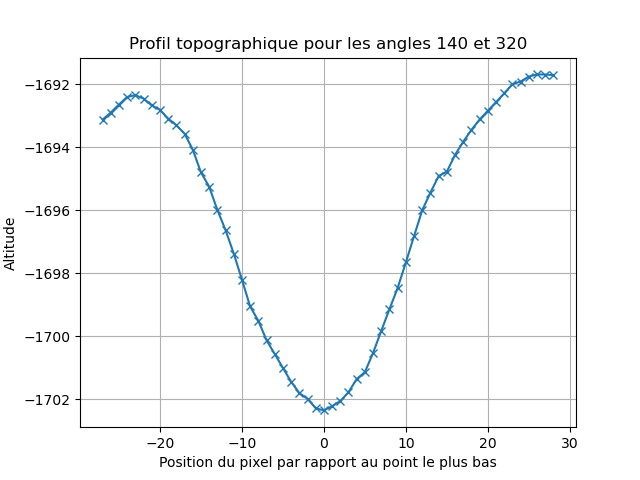 Profil topographique pour les angles 140 et 320
Altitude
−1692
−1694
−1696
−1698
−1700
−1702
−20 −10 0 10 20 30
Position du pixel par rapport au point le plus bas